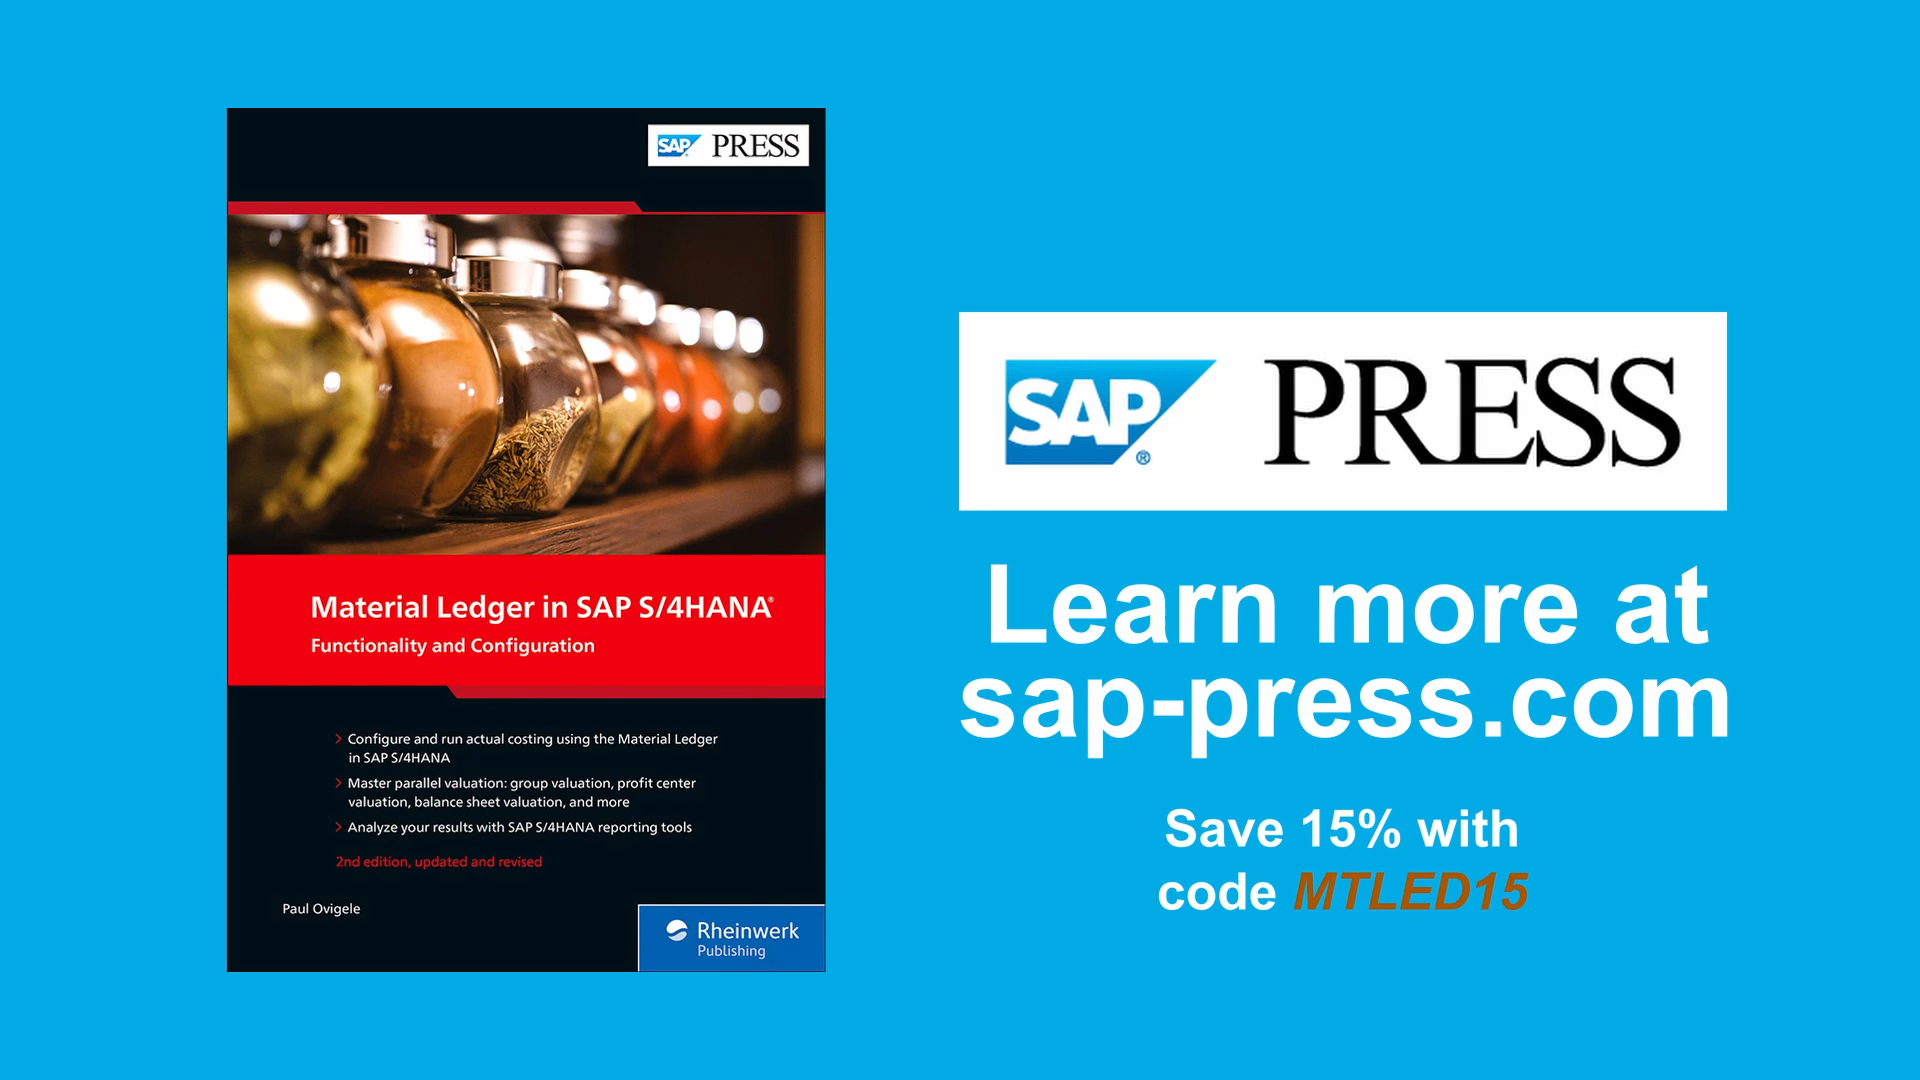 SAP PRESS
Material Ledger in SAP S/4HANA®
Functionality and Configuration
> Configure and run actual costing using the Material Ledger
in SAP S/4HANA
> Master parallel valuation: group valuation, profit center
valuation, balance sheet valuation, and more
> Analyze your results with SAP S/4HANA reporting tools
2nd edition, updated and revised
Paul Ovigele
Rheinwerk
Publishing
SAP® PRESS
Learn more at
sap-press.com
Save 15% with
code MTLED15